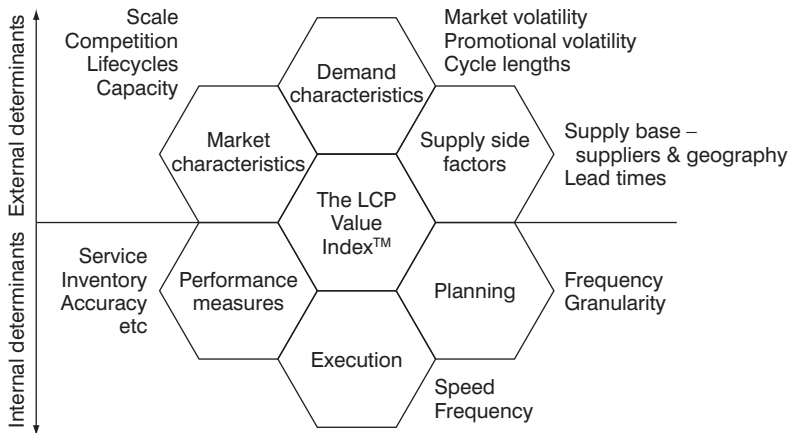 External determinants
Internal determinants
Scale
Competition
Lifecycles
Capacity
Demand
characteristics
Market volatility
Promotional volatility
Cycle lengths
Market
characteristics
Supply side
factors
Supply base –
suppliers & geography
Lead times
The LCP
Value
Index™
Service
Inventory
Accuracy
etc
Performance
measures
Planning
Frequency
Granularity
Execution
Speed
Frequency